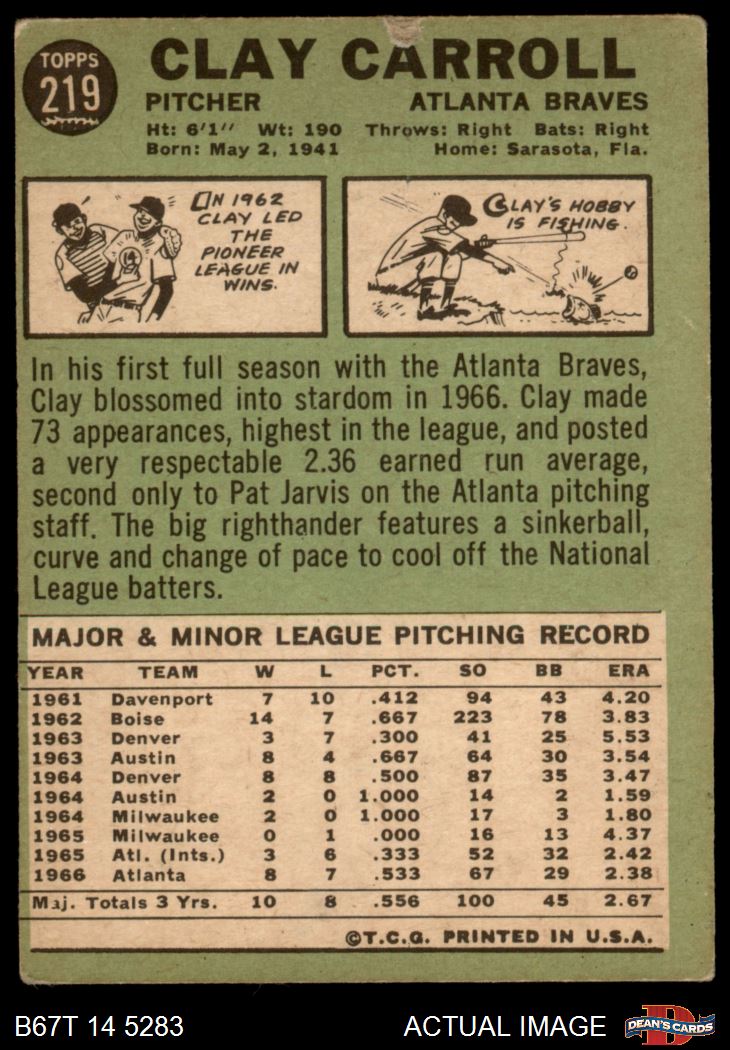 TOPPS
219
CLAY CARROLL
PITCHER ATLANTA BRAVES
Ht: 6'1'' Wt: 190 Throws: Right Bats: Right
Born: May 2, 1941 Home: Sarasota, Fla.
IN 1962
CLAY LED
THE
PIONEER
LEAGUE IN
WINS.
CLAY'S HOBBY
IS FISHING.
In his first full season with the Atlanta Braves,
Clay blossomed into stardom in 1966. Clay made
73 appearances, highest in the league, and posted
a very respectable 2.36 earned run average,
second only to Pat Jarvis on the Atlanta pitching
staff. The big righthander features a sinkerball,
curve and change of pace to cool off the National
League batters.
MAJOR & MINOR LEAGUE PITCHING RECORD
YEAR TEAM W L PCT. SO BB ERA
1961 Davenport 7 10 .412 94 43 4.20
1962 Boise 14 7 .667 223 78 3.83
1963 Denver 3 7 .300 41 25 5.53
1963 Austin 8 4 .667 64 30 3.54
1964 Denver 8 8 .500 87 35 3.47
1964 Austin 2 0 1.000 14 2 1.59
1964 Milwaukee 2 0 1.000 17 3 1.80
1965 Milwaukee 0 1 .000 16 13 4.37
1965 Atl. (Ints.) 3 6 .333 52 32 2.42
1966 Atlanta 8 7 .533 67 29 2.38
Maj. Totals 3 Yrs. 10 8 .556 100 45 2.67
©T.C.G. PRINTED IN U.S.A.
B67T 14 5283 ACTUAL IMAGE
D
DEAN'S CARDS